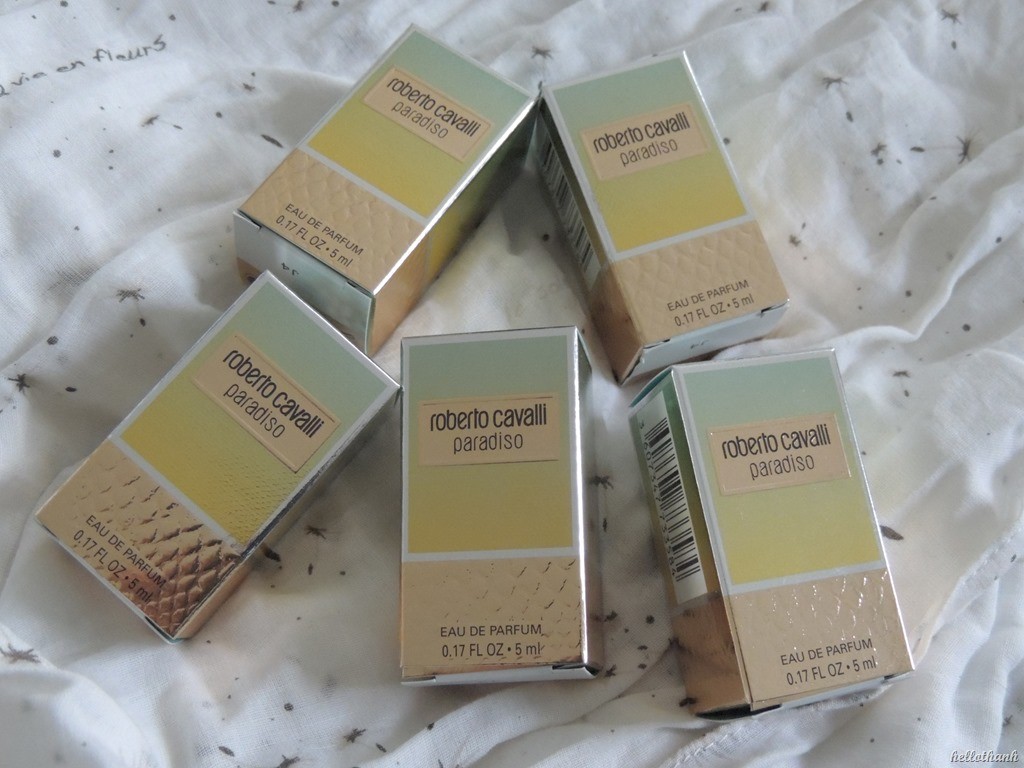 via en fleurs
roberto cavalli
paradiso
EAU DE PARFUM
0.17 FL OZ • 5 ml
roberto cavalli
paradiso
EAU DE PARFUM
0.17 FL OZ • 5 ml
roberto cavalli
paradiso
EAU DE PARFUM
0.17 FL OZ • 5 ml
roberto cavalli
paradiso
EAU DE PARFUM
0.17 FL OZ • 5 ml
roberto cavalli
paradiso
EAU DE PARFUM
0.17 FL OZ • 5 ml
hellothanh